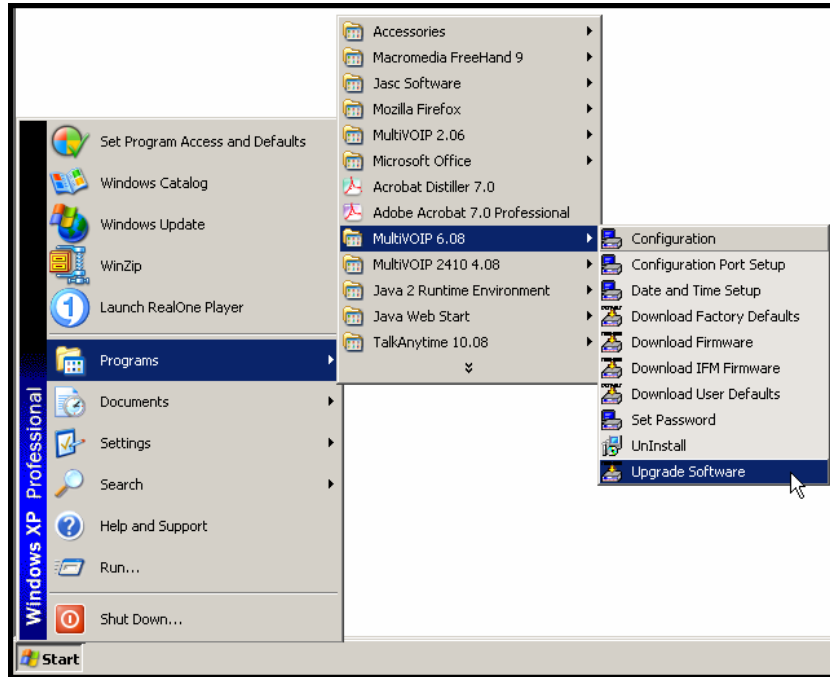 Set Program Access and Defaults
Windows Catalog
Windows Update
WinZip
Launch RealOne Player
Programs
Documents
Settings
Search
Help and Support
Run...
Shut Down...
Windows XP Professional
Start
Accessories
Macromedia FreeHand 9
Jasc Software
Mozilla Firefox
MultiVOIP 2.06
Microsoft Office
Acrobat Distiller 7.0
Adobe Acrobat 7.0 Professional
MultiVOIP 6.08
MultiVOIP 2410 4.08
Java 2 Runtime Environment
Java Web Start
TalkAnytime 10.08
Configuration
Configuration Port Setup
Date and Time Setup
Download Factory Defaults
Download Firmware
Download IFM Firmware
Download User Defaults
Set Password
UnInstall
Upgrade Software